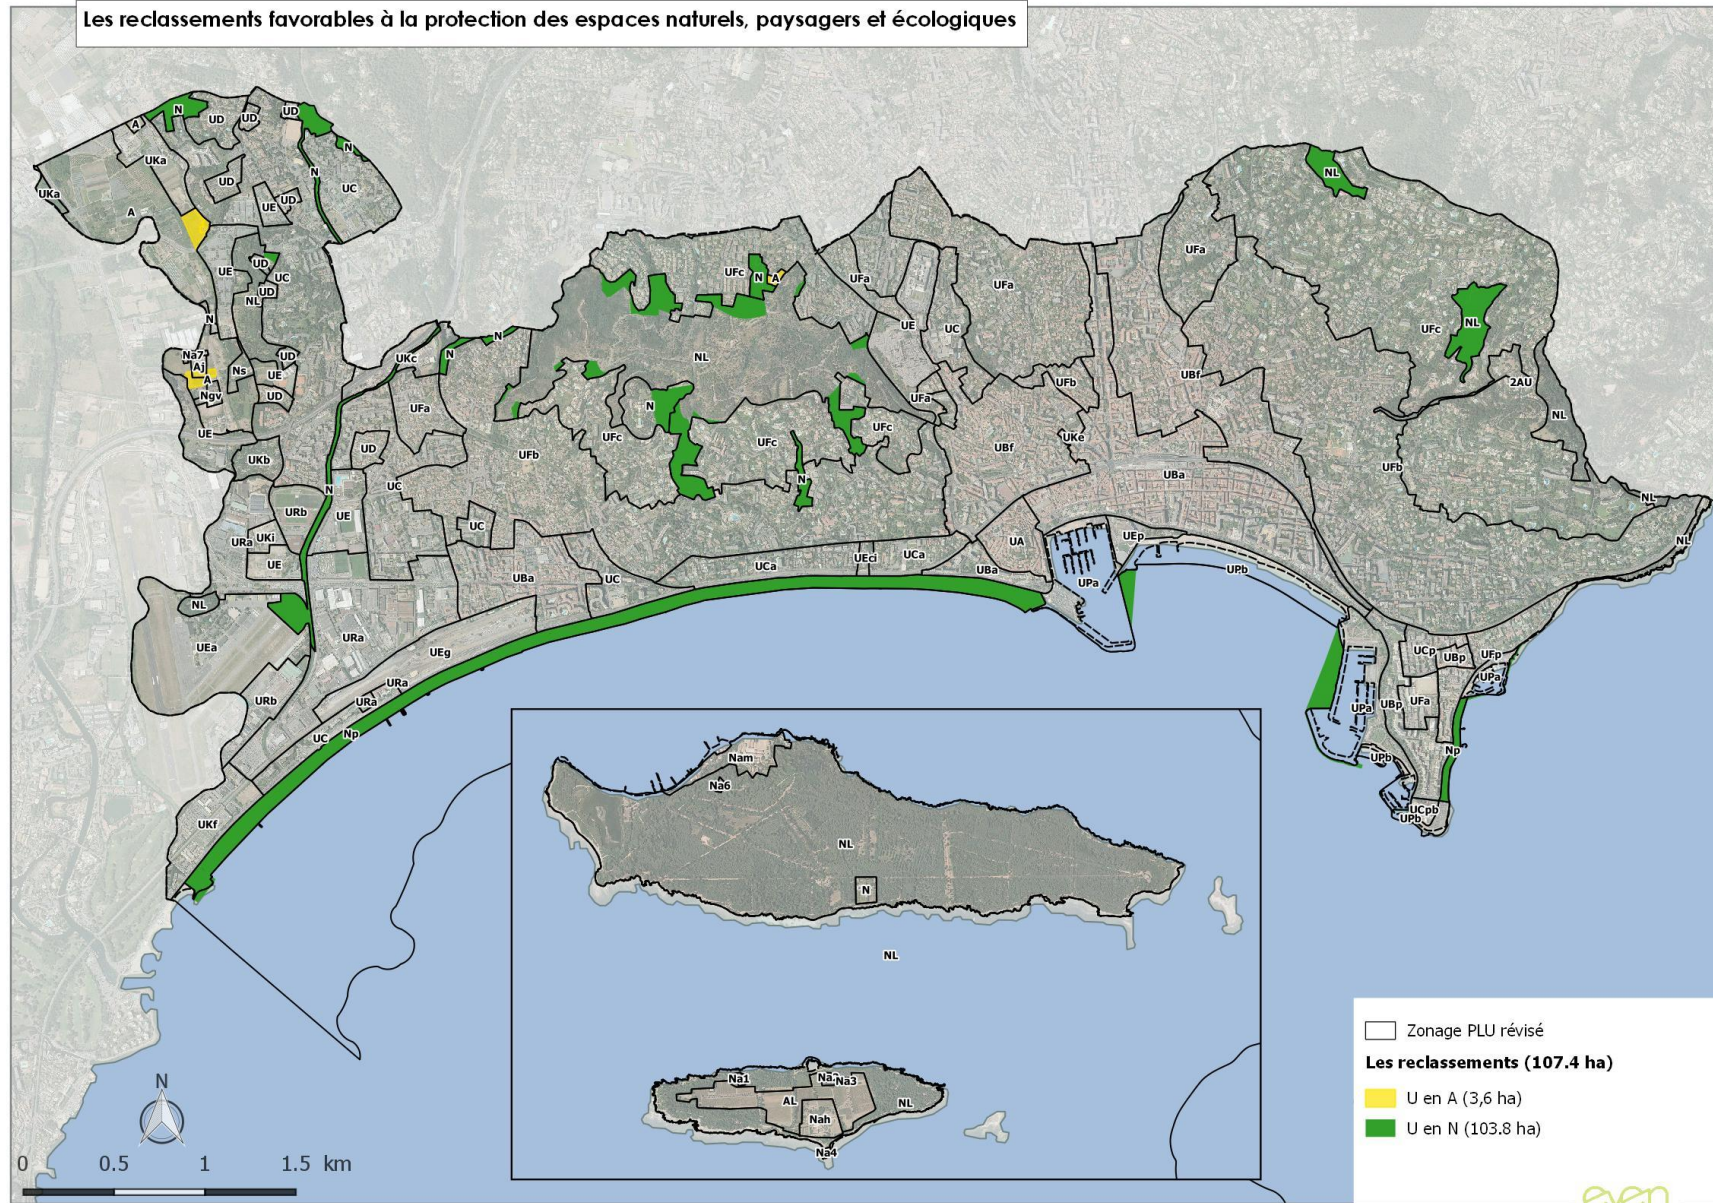 Les reclassements favorables à la protection des espaces naturels, paysagers et écologiques
N
UD
UD
UD
A
UKa
N
N
UC
UKa
UD
UE
UD
A
NL
UE
UD
UC
UD
NL
UFc
N
A
UFa
UFa
UFa
N
UE
UC
NL
UFc
N
N
UKc
Na7
Aj
A
Ns
UD
UE
Ngv
UD
NL
UFb
UBf
2AU
UFa
UFa
N
NL
UE
UFb
UFc
UFc
UFc
UKe
UBf
UD
UKb
UFb
UBa
N
UC
N
NL
URb
UE
UC
URa
UKi
UE
UA
UEp
NL
UCa
UEci
UCa
UBa
UPb
UBa
UC
UPa
NL
UEa
URa
UEg
UCp
UBp
UFp
UPa
URa
URb
URa
UPa
UBp
UFa
UC
Np
Np
UPb
UKf
UCpb
UPb
Nam
Na6
NL
N
NL
Na1
Na3
AL
NL
Nah
Na4
Zonage PLU révisé
Les reclassements (107.4 ha)
U en A (3,6 ha)
U en N (103.8 ha)
N
0 0.5 1 1.5 km
even